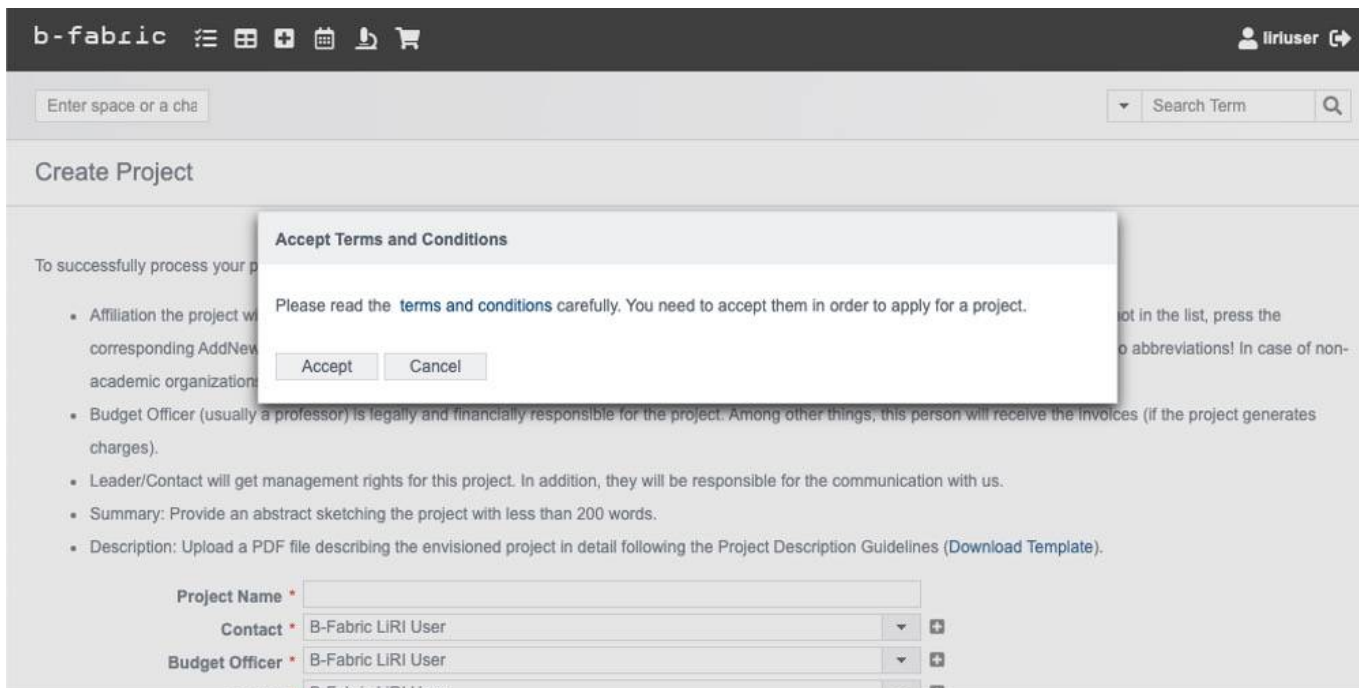 b-fabric
liriuser
Enter space or a cha
Search Term
Create Project
Accept Terms and Conditions
To successfully process your p
Please read the terms and conditions carefully. You need to accept them in order to apply for a project.
• Affiliation the project wi
ot in the list, press the
corresponding AddNew
o abbreviations! In case of non-
Accept Cancel
academic organization
• Budget Officer (usually a professor) is legally and financially responsible for the project. Among other things, this person will receive the invoices (if the project generates
charges).
• Leader/Contact will get management rights for this project. In addition, they will be responsible for the communication with us.
• Summary: Provide an abstract sketching the project with less than 200 words.
• Description: Upload a PDF file describing the envisioned project in detail following the Project Description Guidelines (Download Template).
Project Name *
Contact * B-Fabric LiRI User
Budget Officer * B-Fabric LiRI User